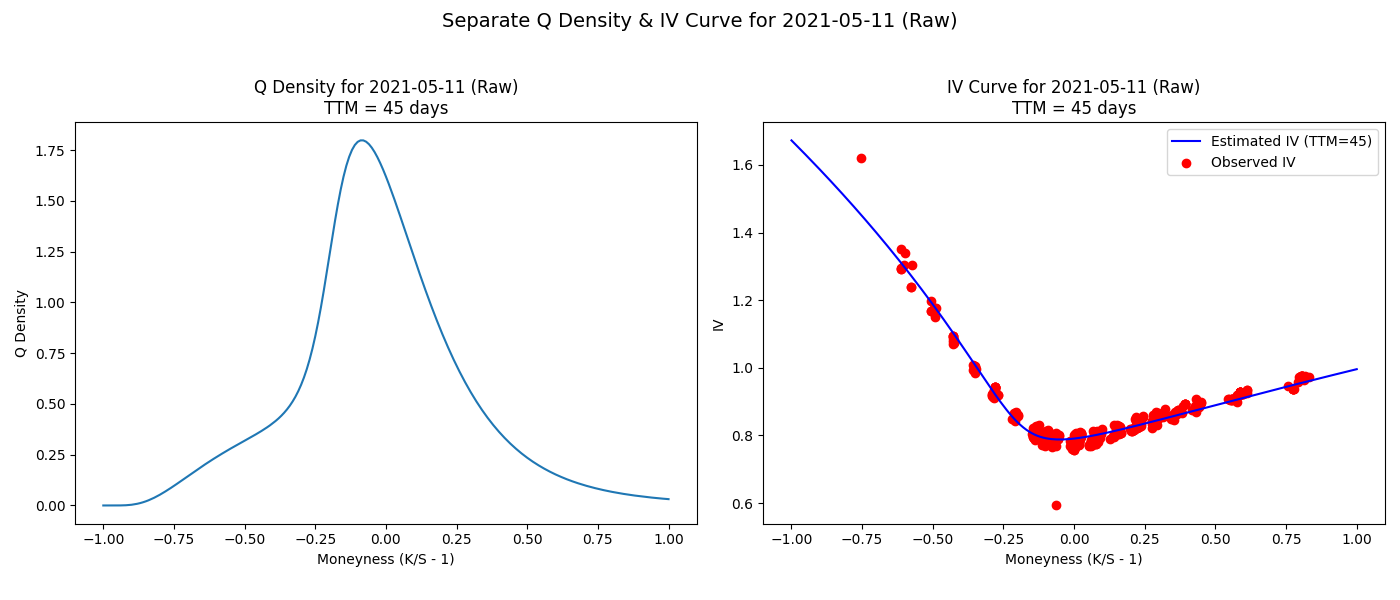 Separate Q Density & IV Curve for 2021-05-11 (Raw)
Q Density for 2021-05-11 (Raw)
TTM = 45 days
Q Density
1.75
1.50
1.25
1.00
0.75
0.50
0.25
0.00
−1.00 −0.75 −0.50 −0.25 0.00 0.25 0.50 0.75 1.00
Moneyness (K/S - 1)
IV Curve for 2021-05-11 (Raw)
TTM = 45 days
Estimated IV (TTM=45)
Observed IV
IV
1.6
1.4
1.2
1.0
0.8
0.6
−1.00 −0.75 −0.50 −0.25 0.00 0.25 0.50 0.75 1.00
Moneyness (K/S - 1)